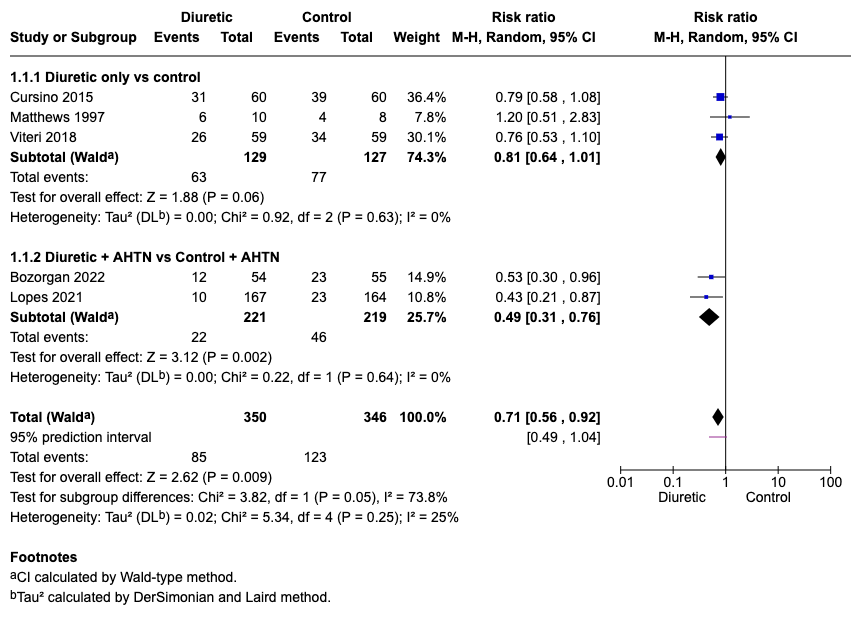 Diuretic Control Risk ratio Risk ratio
Study or Subgroup Events Total Events Total Weight M-H, Random, 95% CI M-H, Random, 95% CI
1.1.1 Diuretic only vs control
Cursino 2015 31 60 39 60 36.4% 0.79 [0.58 , 1.08]
Matthews 1997 6 10 4 8 7.8% 1.20 [0.51 , 2.83]
Viteri 2018 26 59 34 59 30.1% 0.76 [0.53 , 1.10]
Subtotal (Waldª) 129 127 74.3% 0.81 [0.64 , 1.01]
Total events: 63 77
Test for overall effect: Z = 1.88 (P = 0.06)
Heterogeneity: Tau² (DLᵇ) = 0.00; Chi² = 0.92, df = 2 (P = 0.63); I² = 0%
1.1.2 Diuretic + AHTN vs Control + AHTN
Bozorgan 2022 12 54 23 55 14.9% 0.53 [0.30 , 0.96]
Lopes 2021 10 167 23 164 10.8% 0.43 [0.21 , 0.87]
Subtotal (Waldª) 221 219 25.7% 0.49 [0.31 , 0.76]
Total events: 22 46
Test for overall effect: Z = 3.12 (P = 0.002)
Heterogeneity: Tau² (DLᵇ) = 0.00; Chi² = 0.22, df = 1 (P = 0.64); I² = 0%
Total (Waldª) 350 346 100.0% 0.71 [0.56 , 0.92]
95% prediction interval [0.49 , 1.04]
Total events: 85 123
Test for overall effect: Z = 2.62 (P = 0.009)
Test for subgroup differences: Chi² = 3.82, df = 1 (P = 0.05), I² = 73.8%
Heterogeneity: Tau² (DLᵇ) = 0.02; Chi² = 5.34, df = 4 (P = 0.25); I² = 25%
0.01 0.1 1 10 100
Diuretic Control
Footnotes
ªCI calculated by Wald-type method.
ᵇTau² calculated by DerSimonian and Laird method.